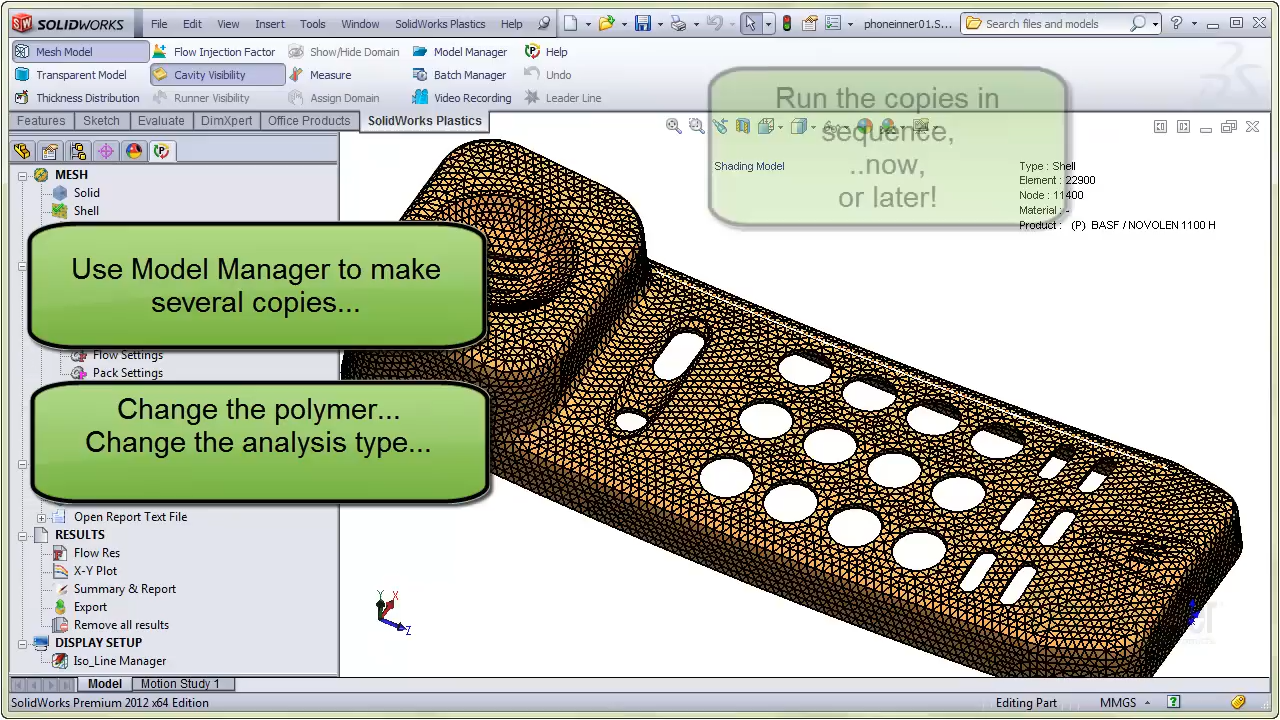 SOLIDWORKS File Edit View Insert Tools Window SolidWorks Plastics Help phoneinner01.S... Search files and models
Mesh Model Flow Injection Factor Show/Hide Domain Model Manager Help
Transparent Model Cavity Visibility Measure Batch Manager Undo
Thickness Distribution Runner Visibility Assign Domain Video Recording Leader Line
Features Sketch Evaluate DimXpert Office Products SolidWorks Plastics
Run the copies in
sequence,
..now,
or later!
Shading Model
Type : Shell
Element : 22900
Node : 11400
Material : -
Product : (P) BASF / NOVOLEN 1100 H
MESH
Solid
Shell
Use Model Manager to make
several copies...
Flow Settings
Pack Settings
Change the polymer...
Change the analysis type...
Open Report Text File
RESULTS
Flow Res
X-Y Plot
Summary & Report
Export
Remove all results
DISPLAY SETUP
Iso_Line Manager
Y X
Z
Model Motion Study 1
SolidWorks Premium 2012 x64 Edition Editing Part MMGS